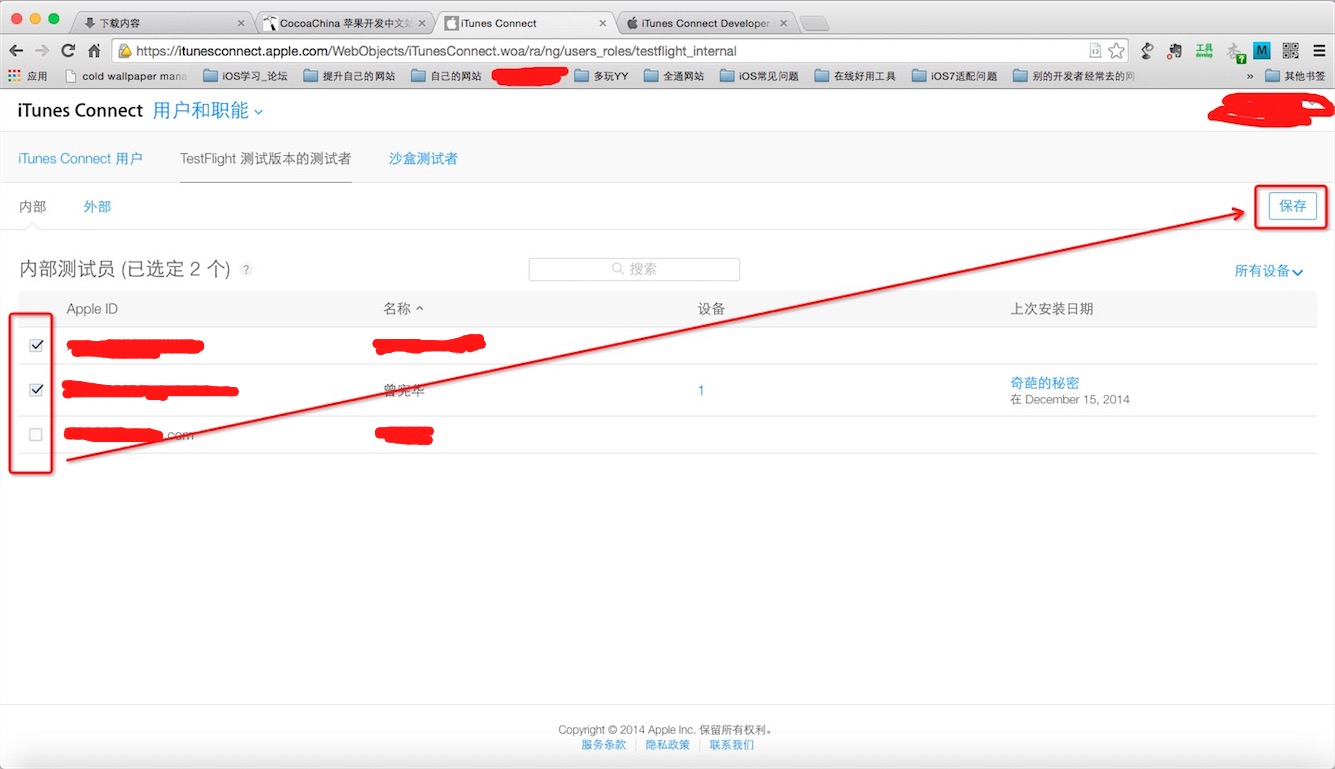 下载内容
CocoaChina 苹果开发中文站
iTunes Connect
iTunes Connect Developer
https://itunesconnect.apple.com/WebObjects/iTunesConnect.woa/ra/ng/users_roles/testflight_internal
工具
develop
M
?
应用
cold wallpaper mana
iOS学习_论坛
提升自己的网站
自己的网站
多玩YY
全通网站
iOS常见问题
在线好用工具
iOS7适配问题
别的开发者经常去的网
»
其他书签
iTunes Connect 用户和职能
iTunes Connect 用户
TestFlight 测试版本的测试者
沙盒测试者
内部
外部
保存
内部测试员 (已选定 2 个) ?
搜索
所有设备
Apple ID
名称
设备
上次安装日期
曾宪华
1
奇葩的秘密
在 December 15, 2014
.com
Copyright © 2014 Apple Inc. 保留所有权利。
服务条款
隐私政策
联系我们